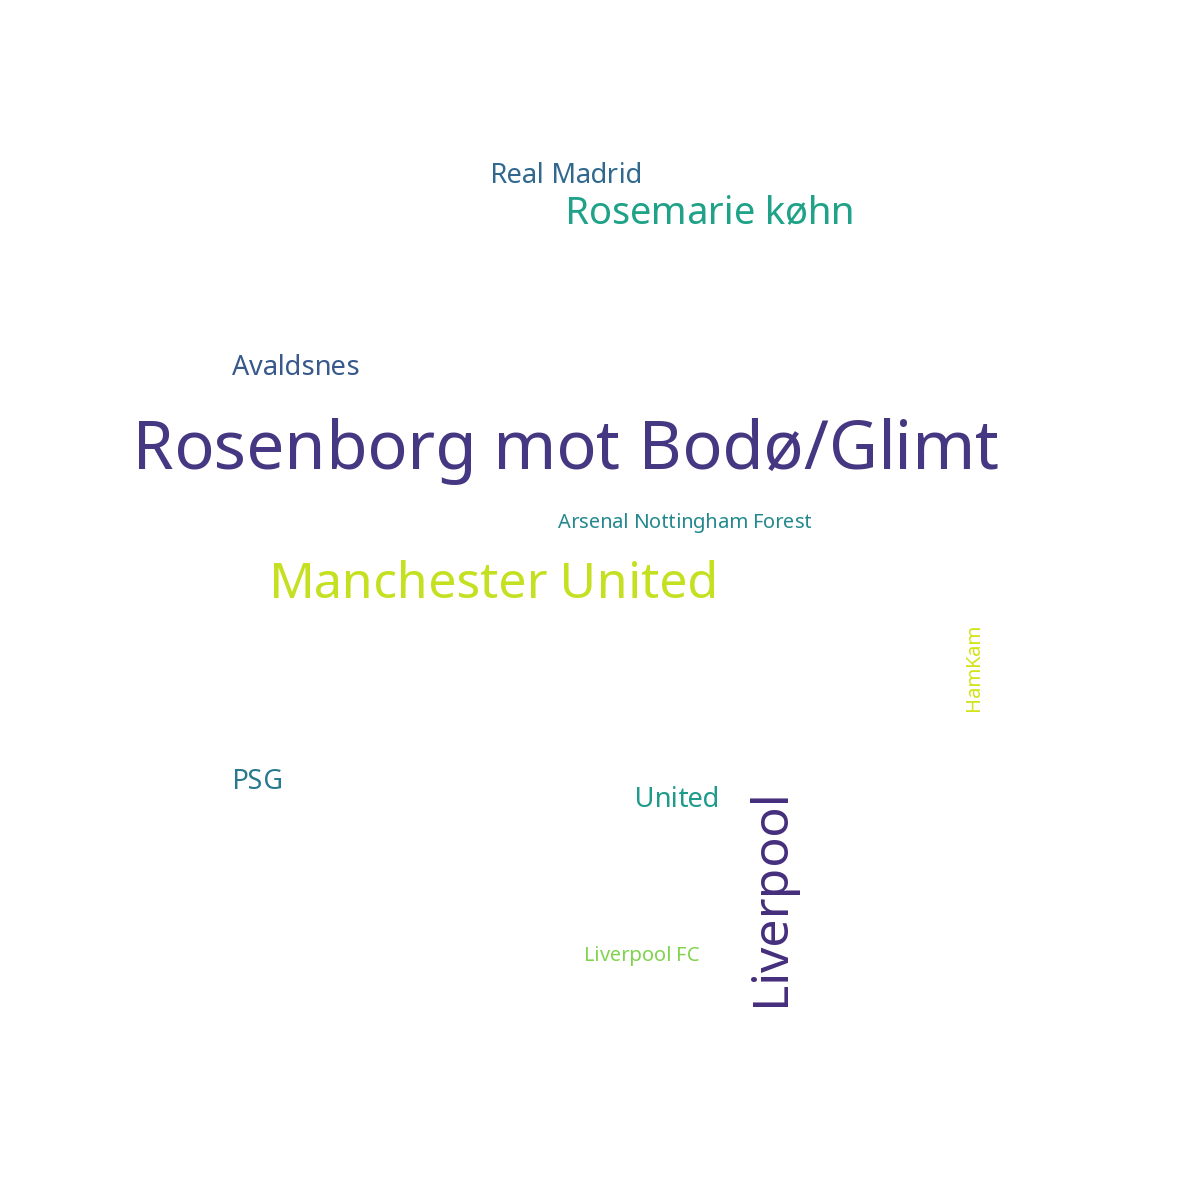 Real Madrid
Rosemarie køhn
Avaldsnes
Rosenborg mot Bodø/Glimt
Arsenal Nottingham Forest
Manchester United
HamKam
PSG
United
Liverpool
Liverpool FC